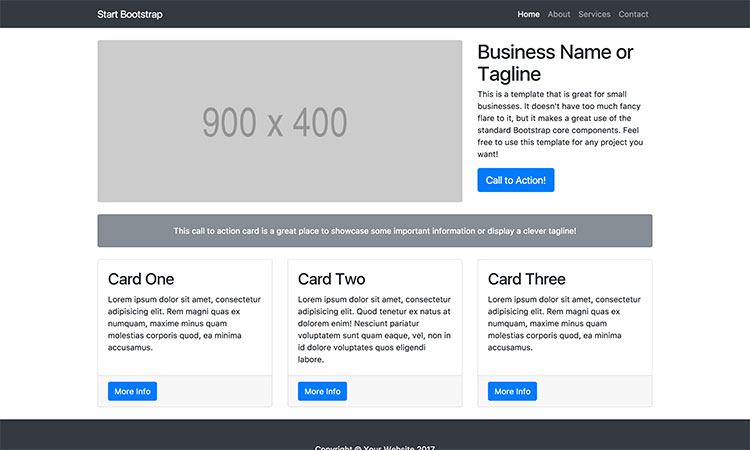 Start Bootstrap
Home About Services Contact
900 x 400
Business Name or
Tagline
This is a template that is great for small
businesses. It doesn't have too much fancy
flare to it, but it makes a great use of the
standard Bootstrap core components. Feel
free to use this template for any project you
want!
Call to Action!
This call to action card is a great place to showcase some important information or display a clever tagline!
Card One
Lorem ipsum dolor sit amet, consectetur
adipisicing elit. Rem magni quas ex
numquam, maxime minus quam
molestias corporis quod, ea minima
accusamus.
More Info
Card Two
Lorem ipsum dolor sit amet, consectetur
adipisicing elit. Quod tenetur ex natus at
dolorem enim! Nesciunt pariatur
voluptatem sunt quam eaque, vel, non in
id dolore voluptates quos eligendi
labore.
More Info
Card Three
Lorem ipsum dolor sit amet, consectetur
adipisicing elit. Rem magni quas ex
numquam, maxime minus quam
molestias corporis quod, ea minima
accusamus.
More Info
Copyright © Your Website 2017